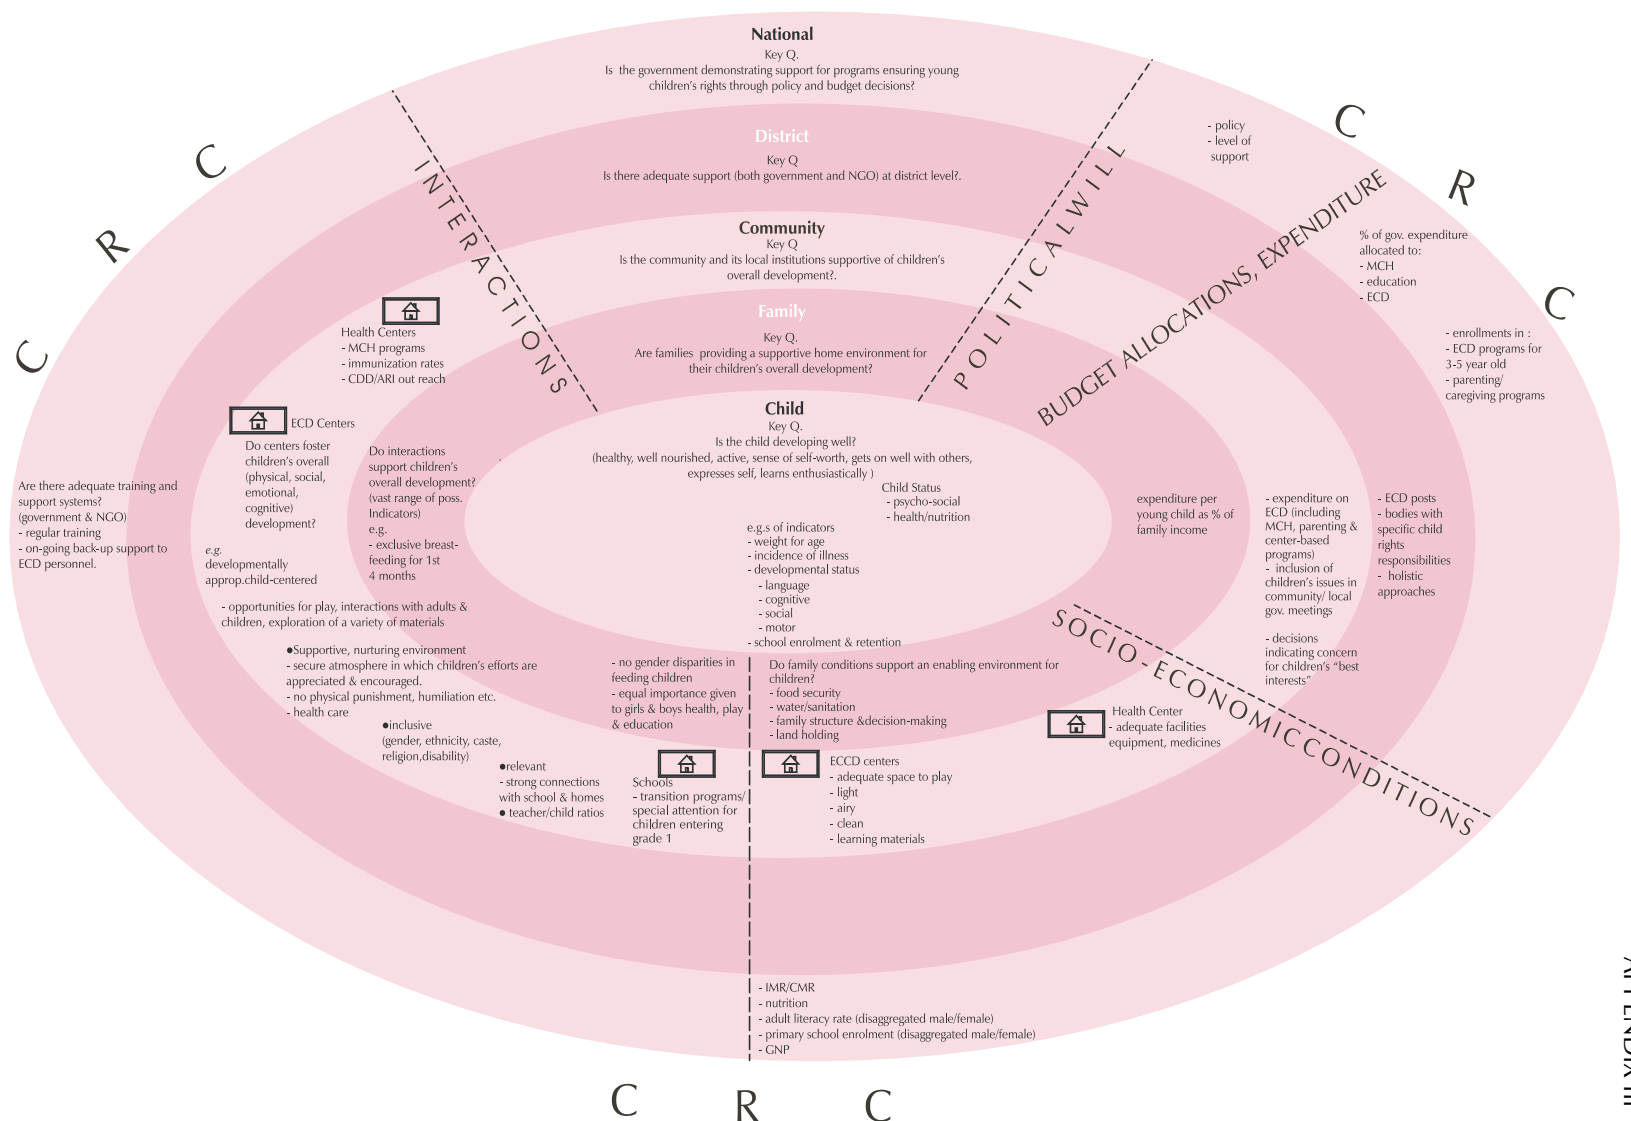 National
Key Q.
Is the government demonstrating support for programs ensuring young
children's rights through policy and budget decisions?
District
Key Q
Is there adequate support (both government and NGO) at district level?.
Community
Key Q
Is the community and its local institutions supportive of children's
overall development?.
Family
Key Q.
Are families providing a supportive home environment for
their children's overall development?
Child
Key Q.
Is the child developing well?
(healthy, well nourished, active, sense of self-worth, gets on well with others,
expresses self, learns enthusiastically )
Child Status
- psycho-social
- health/nutrition
e.g.s of indicators
- weight for age
- incidence of illness
- developmental status
- language
- cognitive
- social
- motor
- school enrolment & retention
C R C
INTERACTIONS
Health Centers
- MCH programs
- immunization rates
- CDD/ARI out reach
ECD Centers
Do centers foster
children's overall
(physical, social,
emotional,
cognitive)
development?
e.g.
developmentally
approp.child-centered
- opportunities for play, interactions with adults &
children, exploration of a variety of materials
●Supportive, nurturing environment
- secure atmosphere in which children's efforts are
appreciated & encouraged.
- no physical punishment, humiliation etc.
- health care
●inclusive
(gender, ethnicity, caste,
religion,disability)
●relevant
- strong connections
with school & homes
● teacher/child ratios
Schools
- transition programs/
special attention for
children entering
grade 1
Do interactions
support children's
overall development?
(vast range of poss.
Indicators)
e.g.
- exclusive breast-
feeding for 1st
4 months
- no gender disparities in
feeding children
- equal importance given
to girls & boys health, play
& education
Are there adequate training and
support systems?
(government & NGO)
- regular training
- on-going back-up support to
ECD personnel.
POLITICALWILL
- policy
- level of
support
BUDGET ALLOCATIONS, EXPENDITURE
C R C
% of gov. expenditure
allocated to:
- MCH
- education
- ECD
- enrollments in :
- ECD programs for
3-5 year old
- parenting/
caregiving programs
expenditure per
young child as % of
family income
- expenditure on
ECD (including
MCH, parenting &
center-based
programs)
- inclusion of
children's issues in
community/ local
gov. meetings
- decisions
indicating concern
for children's "best
interests"
- ECD posts
- bodies with
specific child
rights
responsibilities
- holistic
approaches
SOCIO-ECONOMICCONDITIONS
Do family conditions support an enabling environment for
children?
- food security
- water/sanitation
- family structure &decision-making
- land holding
Health Center
- adequate facilities
equipment, medicines
ECCD centers
- adequate space to play
- light
- airy
- clean
- learning materials
- IMR/CMR
- nutrition
- adult literacy rate (disaggregated male/female)
- primary school enrolment (disaggregated male/female)
- GNP
C R C